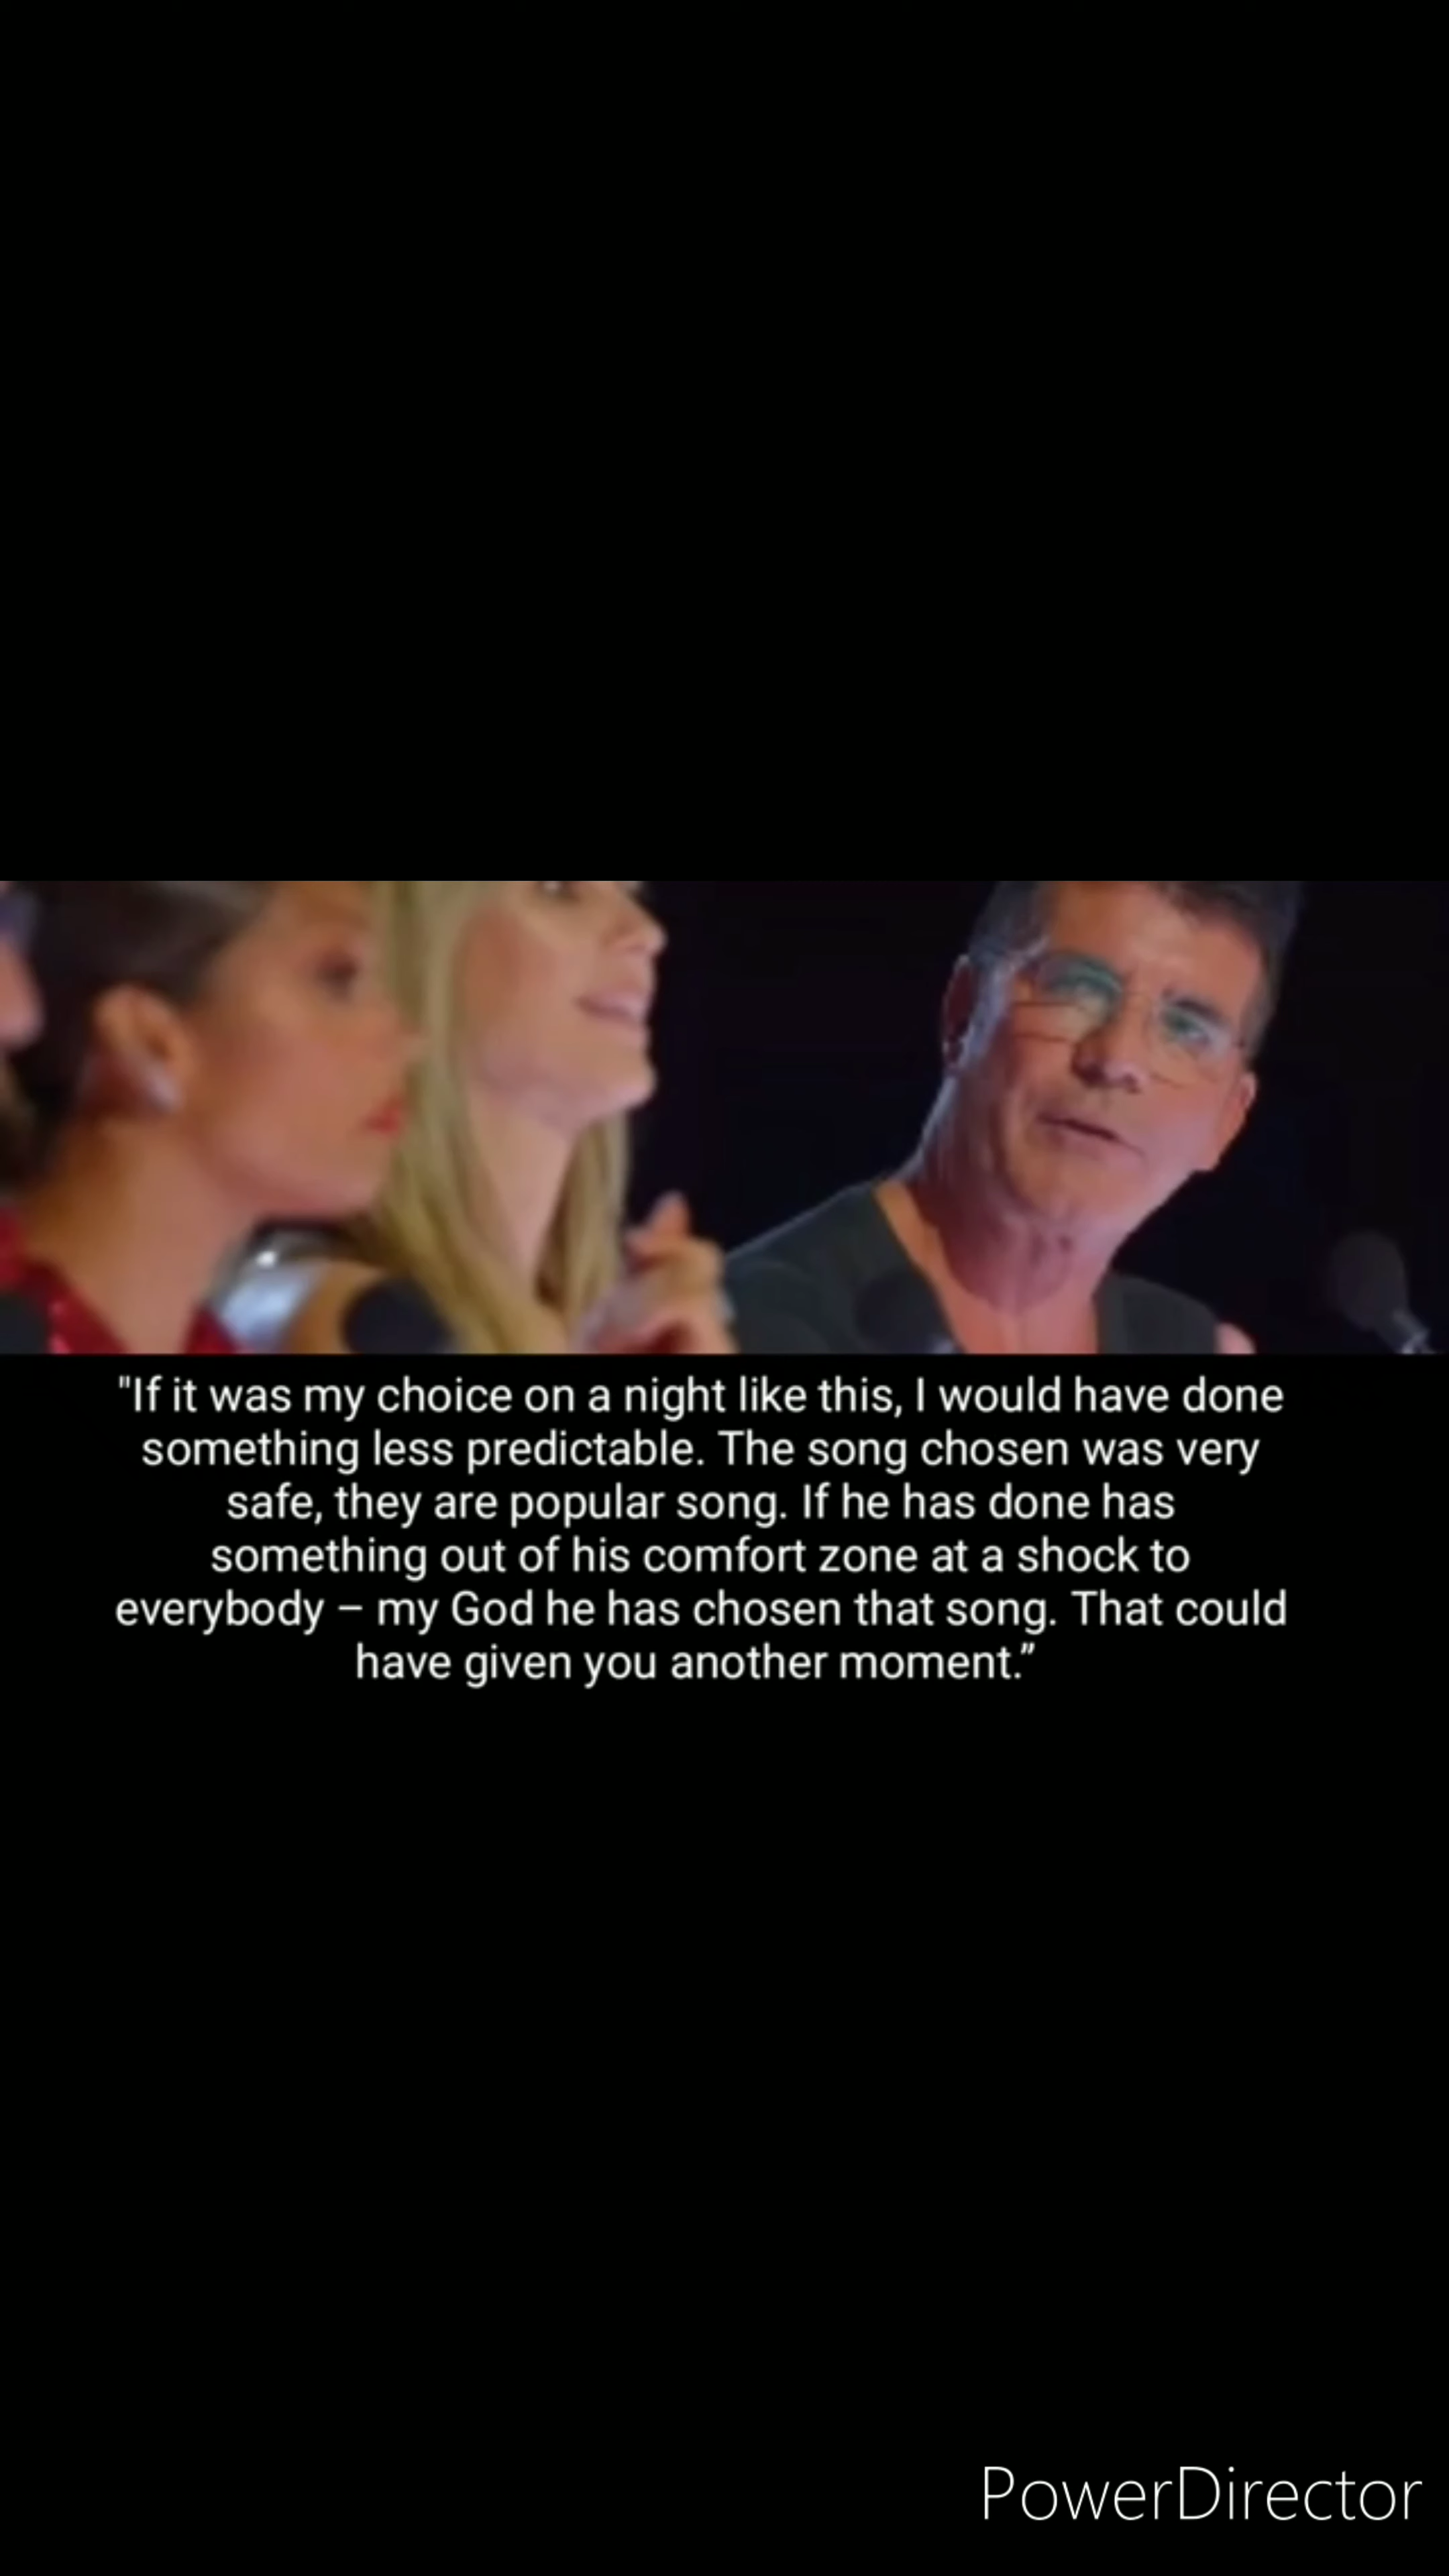 "If it was my choice on a night like this, I would have done
something less predictable. The song chosen was very
safe, they are popular song. If he has done has
something out of his comfort zone at a shock to
everybody – my God he has chosen that song. That could
have given you another moment.”
PowerDirector